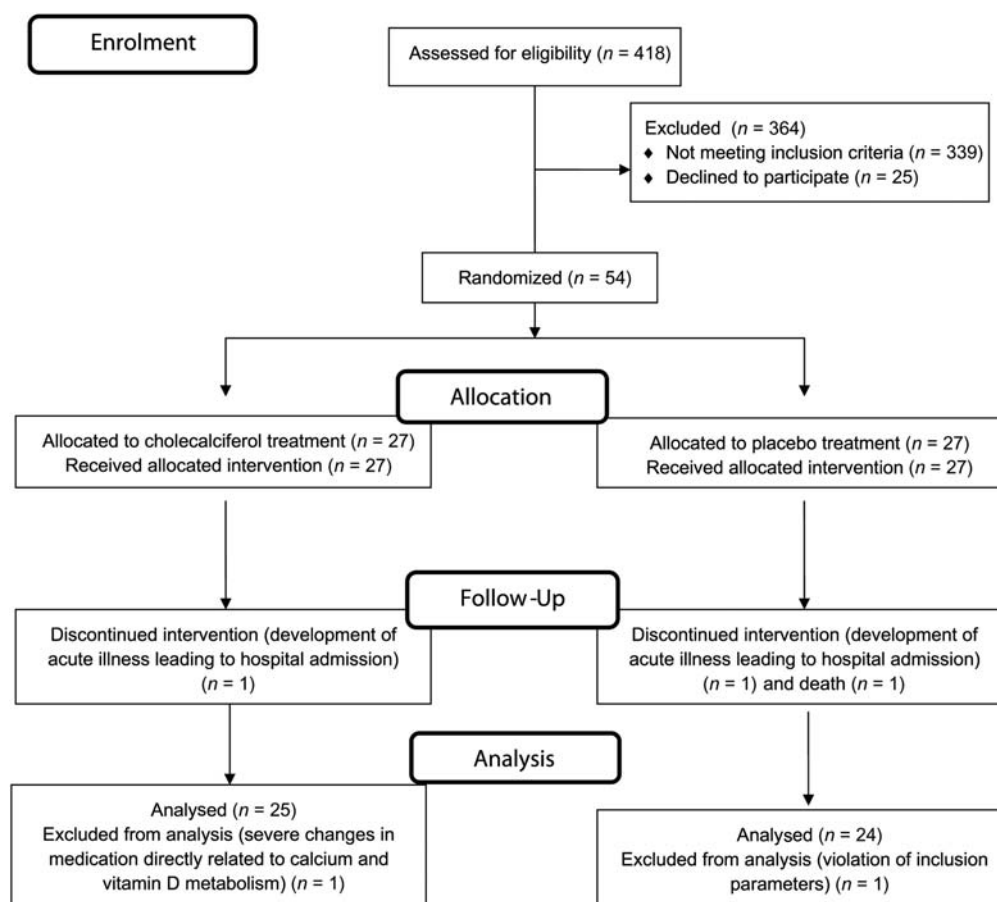 Enrolment
Assessed for eligibility (n = 418)
Excluded (n = 364)
♦ Not meeting inclusion criteria (n = 339)
♦ Declined to participate (n = 25)
Randomized (n = 54)
Allocation
Allocated to cholecalciferol treatment (n = 27)
Received allocated intervention (n = 27)
Allocated to placebo treatment (n = 27)
Received allocated intervention (n = 27)
Follow-Up
Discontinued intervention (development of
acute illness leading to hospital admission)
(n = 1)
Discontinued intervention (development of
acute illness leading to hospital admission)
(n = 1) and death (n = 1)
Analysis
Analysed (n = 25)
Excluded from analysis (severe changes in
medication directly related to calcium and
vitamin D metabolism) (n = 1)
Analysed (n = 24)
Excluded from analysis (violation of inclusion
parameters) (n = 1)